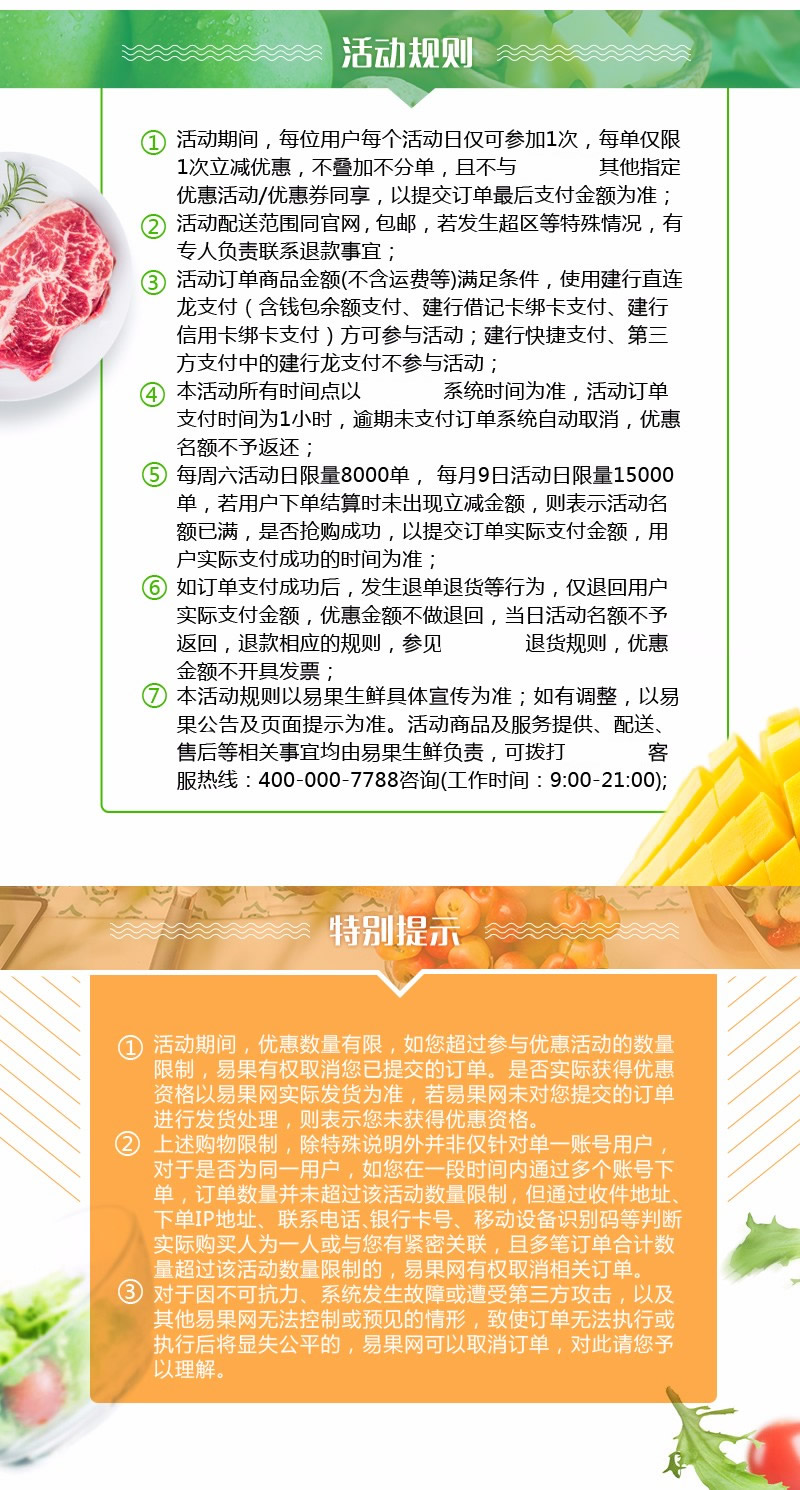 活动规则
① 活动期间，每位用户每个活动日仅可参加1次，每单仅限
1次立减优惠，不叠加不分单，且不与 其他指定
优惠活动/优惠券同享，以提交订单最后支付金额为准；
② 活动配送范围同官网，包邮，若发生超区等特殊情况，有
专人负责联系退款事宜；
③ 活动订单商品金额(不含运费等)满足条件，使用建行直连
龙支付（含钱包余额支付、建行借记卡绑卡支付、建行
信用卡绑卡支付）方可参与活动；建行快捷支付、第三
方支付中的建行龙支付不参与活动；
④ 本活动所有时间点以 系统时间为准，活动订单
支付时间为1小时，逾期未支付订单系统自动取消，优惠
名额不予返还；
⑤ 每周六活动日限量8000单， 每月9日活动日限量15000
单，若用户下单结算时未出现立减金额，则表示活动名
额已满，是否抢购成功，以提交订单实际支付金额，用
户实际支付成功的时间为准；
⑥ 如订单支付成功后，发生退单退货等行为，仅退回用户
实际支付金额，优惠金额不做退回，当日活动名额不予
返回，退款相应的规则，参见 退货规则，优惠
金额不开具发票；
⑦ 本活动规则以易果生鲜具体宣传为准；如有调整，以易
果公告及页面提示为准。活动商品及服务提供、配送、
售后等相关事宜均由易果生鲜负责，可拨打 客
服热线：400-000-7788咨询(工作时间：9:00-21:00);
特别提示
① 活动期间，优惠数量有限，如您超过参与优惠活动的数量
限制，易果有权取消您已提交的订单。是否实际获得优惠
资格以易果网实际发货为准，若易果网未对您提交的订单
进行发货处理，则表示您未获得优惠资格。
② 上述购物限制，除特殊说明外并非仅针对单一账号用户，
对于是否为同一用户，如您在一段时间内通过多个账号下
单，订单数量并未超过该活动数量限制，但通过收件地址、
下单IP地址、联系电话、银行卡号、移动设备识别码等判断
实际购买人为一人或与您有紧密关联，且多笔订单合计数
量超过该活动数量限制的，易果网有权取消相关订单。
③ 对于因不可抗力、系统发生故障或遭受第三方攻击，以及
其他易果网无法控制或预见的情形，致使订单无法执行或
执行后将显失公平的，易果网可以取消订单，对此请您予
以理解。